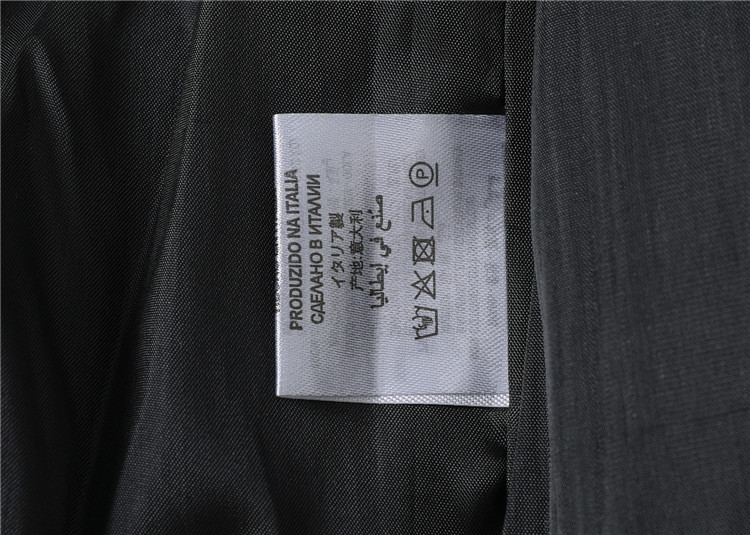 PRODUZIDO NA ITALIA
СДЕЛАНО В ИТАЛИИ
イタリア製
产地:意大利
صنع في إيطاليا
P